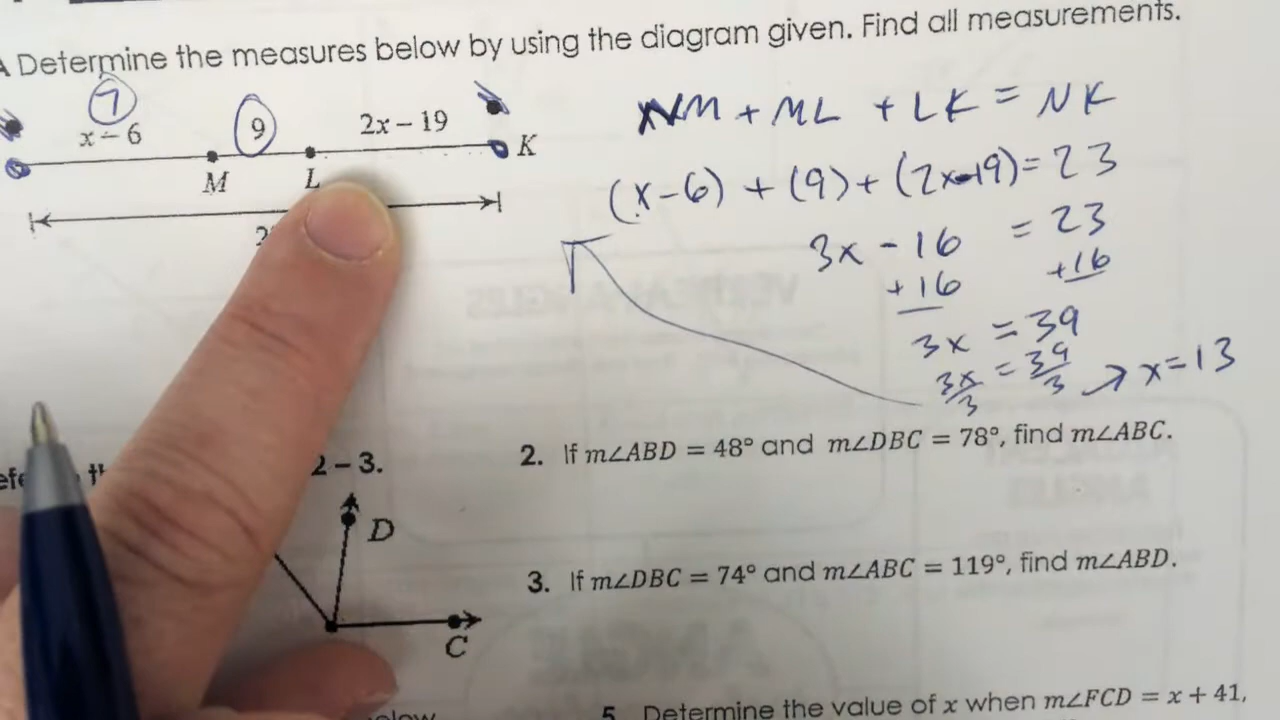 Determine the measures below by using the diagram given. Find all measurements.
7
x − 6
9
2x − 19
K
M
L
NM + ML + LK = NK
(x-6) + (9) + (2x-19) = 23
3x - 16 = 23
+ 16 +16
3x = 39
3x/3 = 39/3 → x = 13
2 – 3.
D
C
2. If m∠ABD = 48° and m∠DBC = 78°, find m∠ABC.
3. If m∠DBC = 74° and m∠ABC = 119°, find m∠ABD.
5 Determine the value of x when m∠FCD = x + 41,